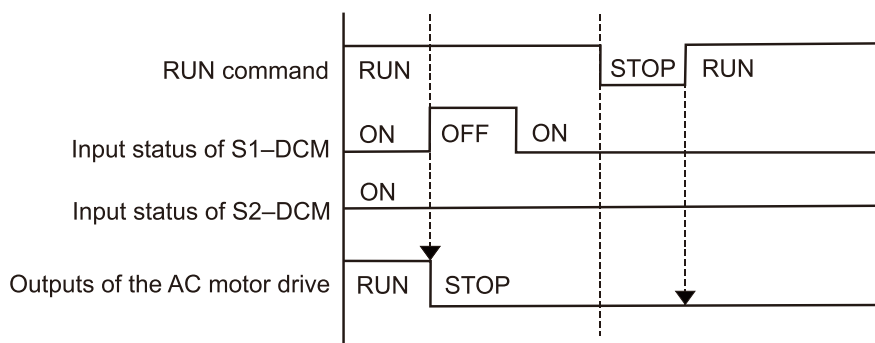 RUN command RUN STOP RUN
Input status of S1–DCM ON OFF ON
Input status of S2–DCM ON
Outputs of the AC motor drive RUN STOP